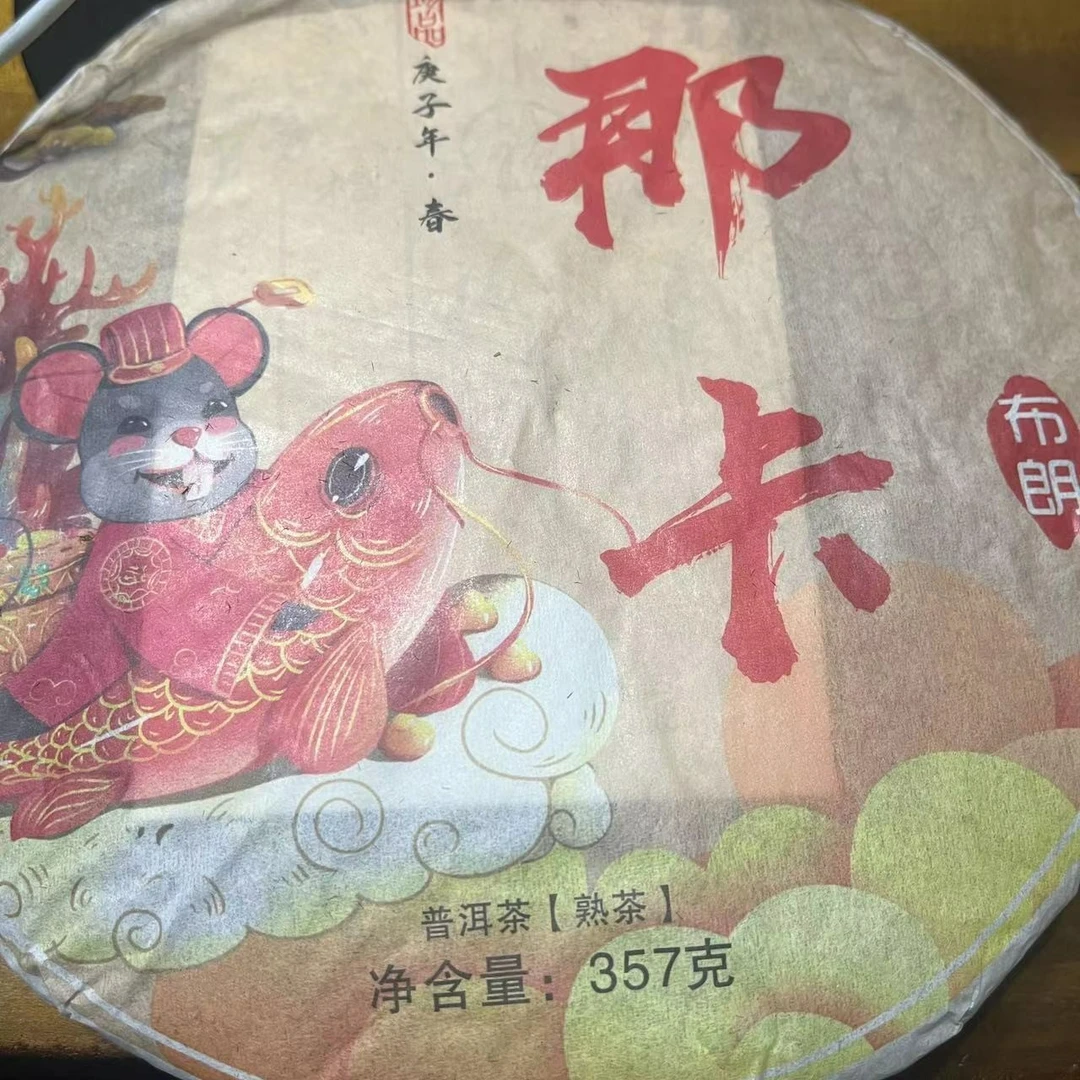 庚子年·春
那卡
布朗
普洱茶【熟茶】
净含量：357克